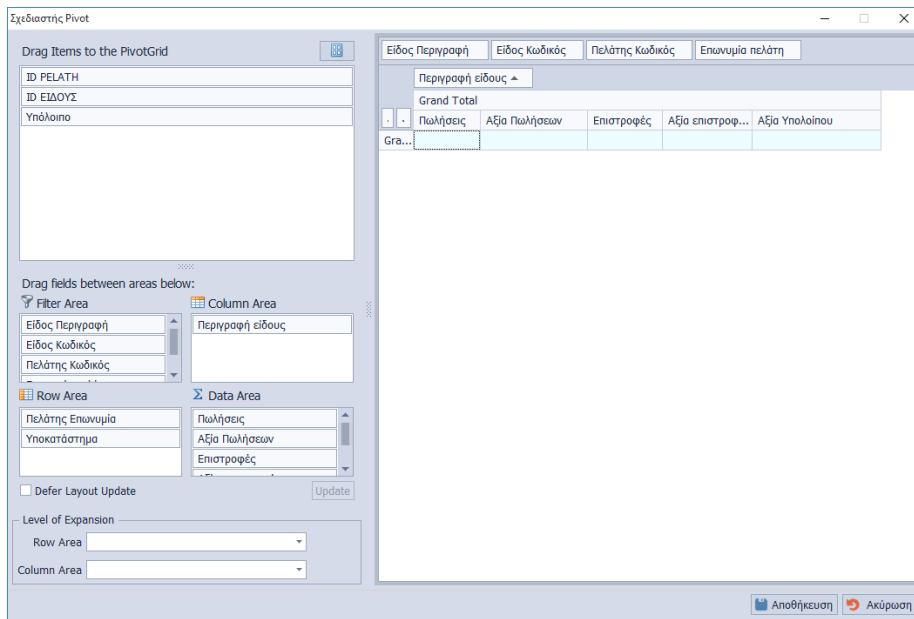 Σχεδιαστής Pivot
Drag Items to the PivotGrid
ID PELATH
ID ΕΙΔΟΥΣ
Υπόλοιπο
Drag fields between areas below:
Filter Area
Είδος Περιγραφή
Είδος Κωδικός
Πελάτης Κωδικός
Column Area
Περιγραφή είδους
Row Area
Πελάτης Επωνυμία
Υποκατάστημα
Data Area
Πωλήσεις
Αξία Πωλήσεων
Επιστροφές
Defer Layout Update
Update
Level of Expansion
Row Area
Column Area
Είδος Περιγραφή Είδος Κωδικός Πελάτης Κωδικός Επωνυμία πελάτη
Περιγραφή είδους
Grand Total
. . Πωλήσεις Αξία Πωλήσεων Επιστροφές Αξία επιστροφ... Αξία Υπολοίπου
Gra...
Αποθήκευση Ακύρωση